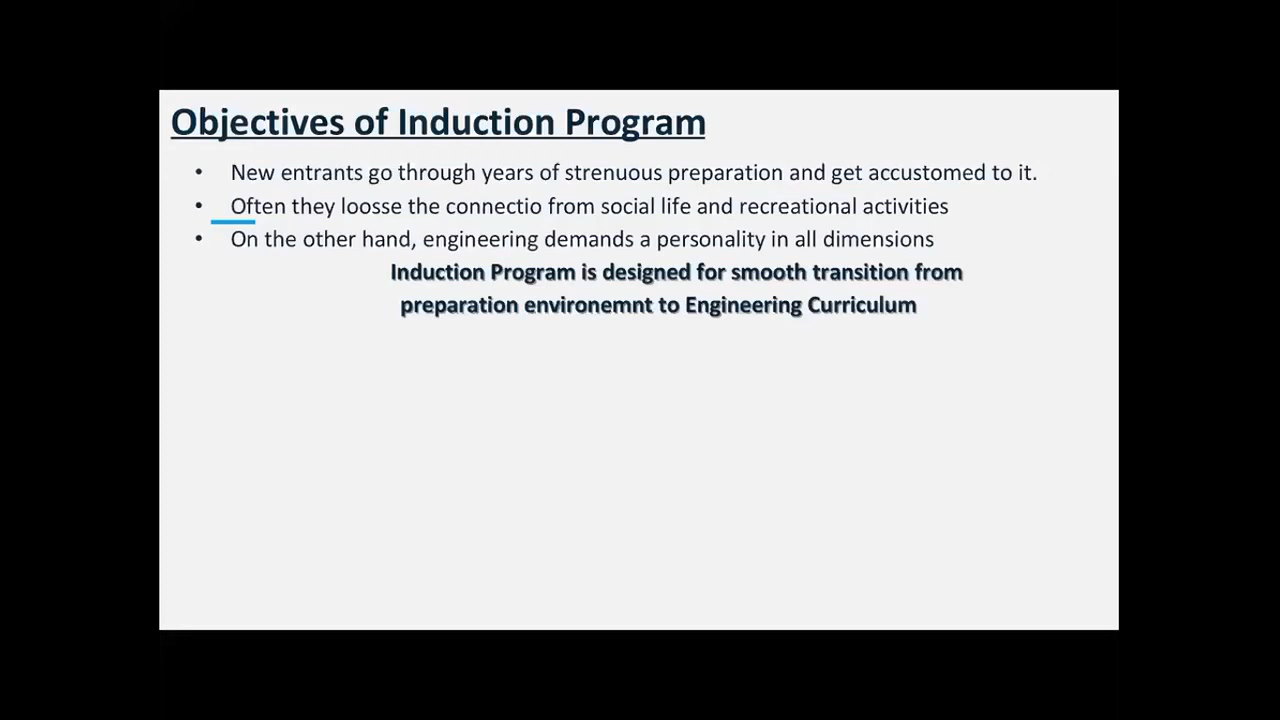 Objectives of Induction Program
• New entrants go through years of strenuous preparation and get accustomed to it.
• Often they loosse the connectio from social life and recreational activities
• On the other hand, engineering demands a personality in all dimensions
Induction Program is designed for smooth transition from
preparation environemnt to Engineering Curriculum